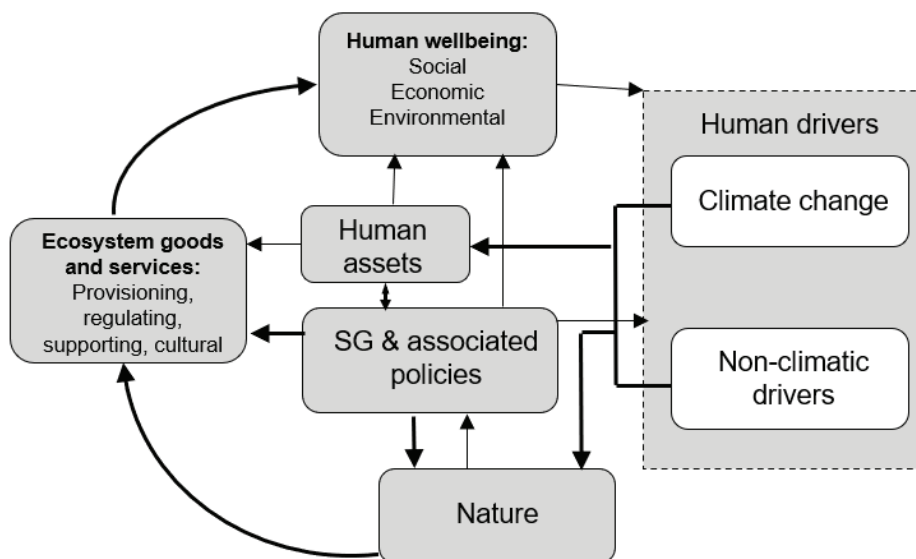 Human wellbeing:
Social
Economic
Environmental
Human drivers
Climate change
Human
assets
Ecosystem goods
and services:
Provisioning,
regulating,
supporting, cultural
SG & associated
policies
Non-climatic
drivers
Nature